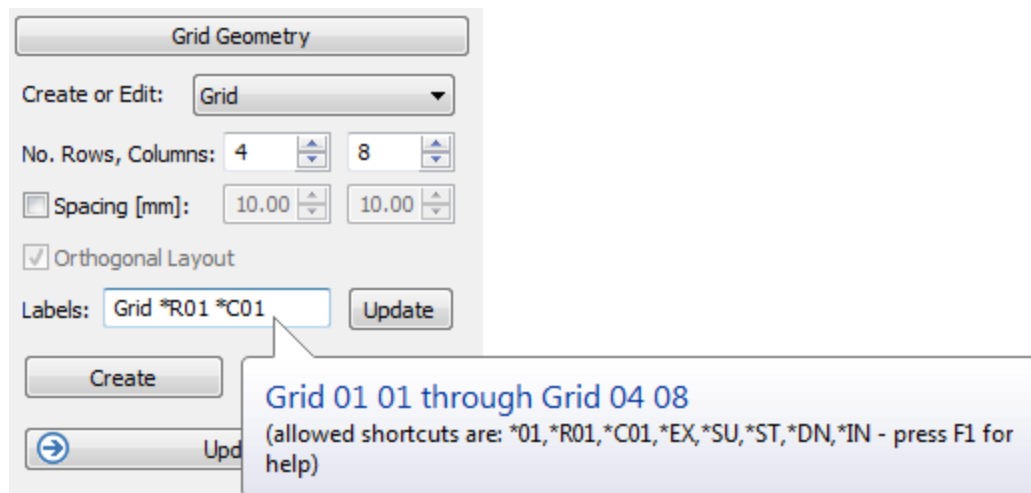 Grid Geometry
Create or Edit: Grid
No. Rows, Columns: 4 8
Spacing [mm]: 10.00 10.00
Orthogonal Layout
Labels: Grid *R01 *C01 Update
Create
Grid 01 01 through Grid 04 08
(allowed shortcuts are: *01,*R01,*C01,*EX,*SU,*ST,*DN,*IN - press F1 for
help)
Upd